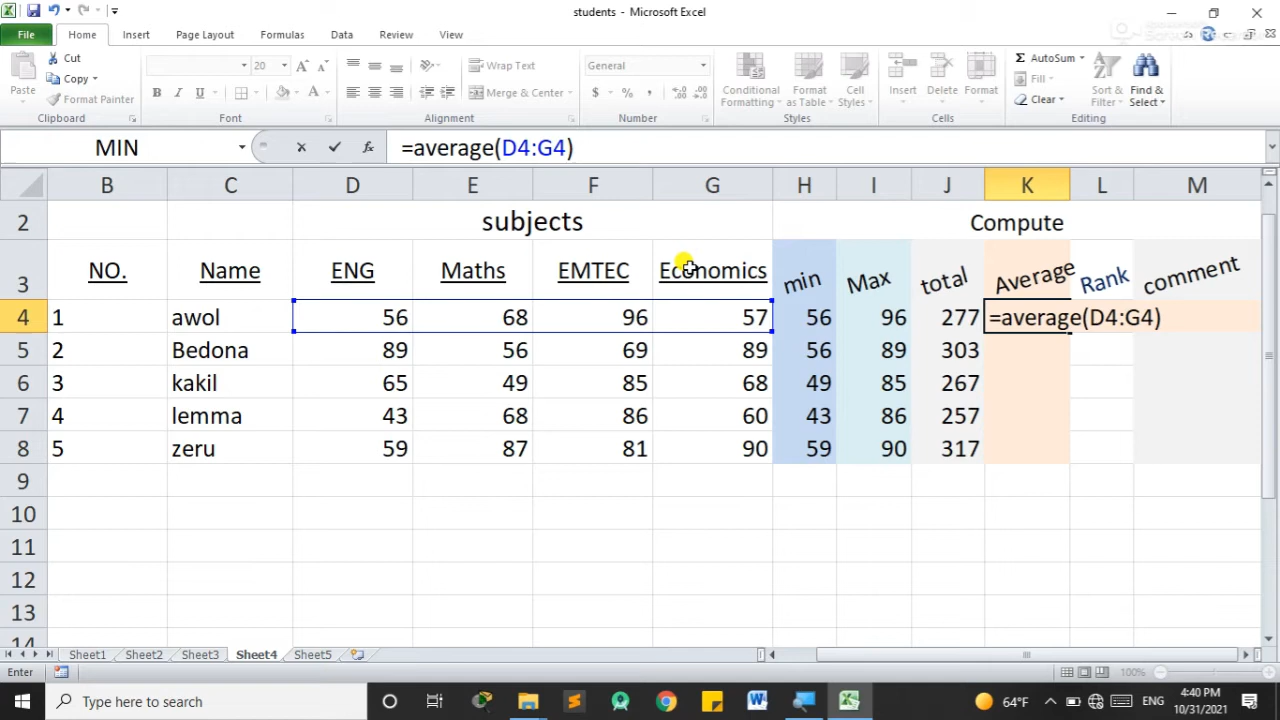 students - Microsoft Excel
File Home Insert Page Layout Formulas Data Review View
Paste Cut Copy Format Painter
20 A A B I U A
Wrap Text Merge & Center
General $ % ,
Conditional Formatting Format as Table Cell Styles
Insert Delete Format
Σ AutoSum Fill Clear Sort & Filter Find & Select
Clipboard Font Alignment Number Styles Cells Editing
MIN fx =average(D4:G4)
B C D E F G H I J K L M
2 subjects Compute
3 NO. Name ENG Maths EMTEC Economics min Max total Average Rank comment
4 1 awol 56 68 96 57 56 96 277 =average(D4:G4)
5 2 Bedona 89 56 69 89 56 89 303
6 3 kakil 65 49 85 68 49 85 267
7 4 lemma 43 68 86 60 43 86 257
8 5 zeru 59 87 81 90 59 90 317
9
10
11
12
13
14
Sheet1 Sheet2 Sheet3 Sheet4 Sheet5
Enter 100%
Type here to search 64°F ENG 4:40 PM
10/31/2021